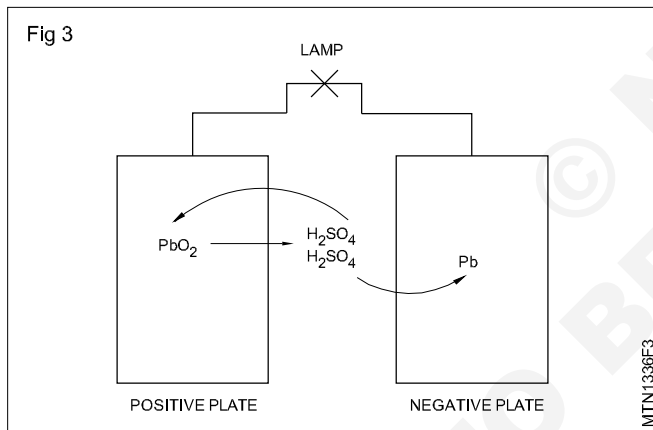 Fig 3
LAMP
PbO₂
H₂SO₄
H₂SO₄
Pb
POSITIVE PLATE
NEGATIVE PLATE
MTN1336F3